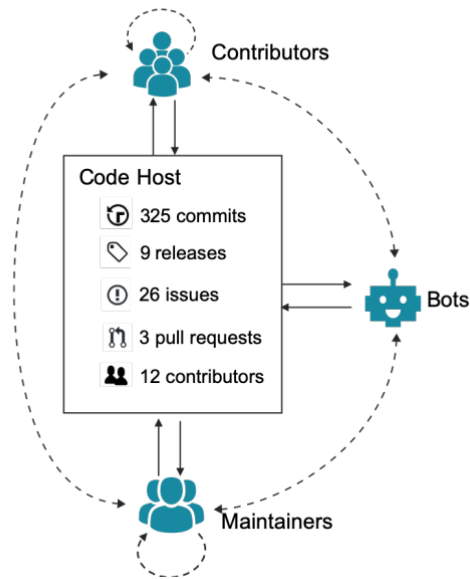 Contributors
Code Host
325 commits
9 releases
26 issues
3 pull requests
12 contributors
Bots
Maintainers